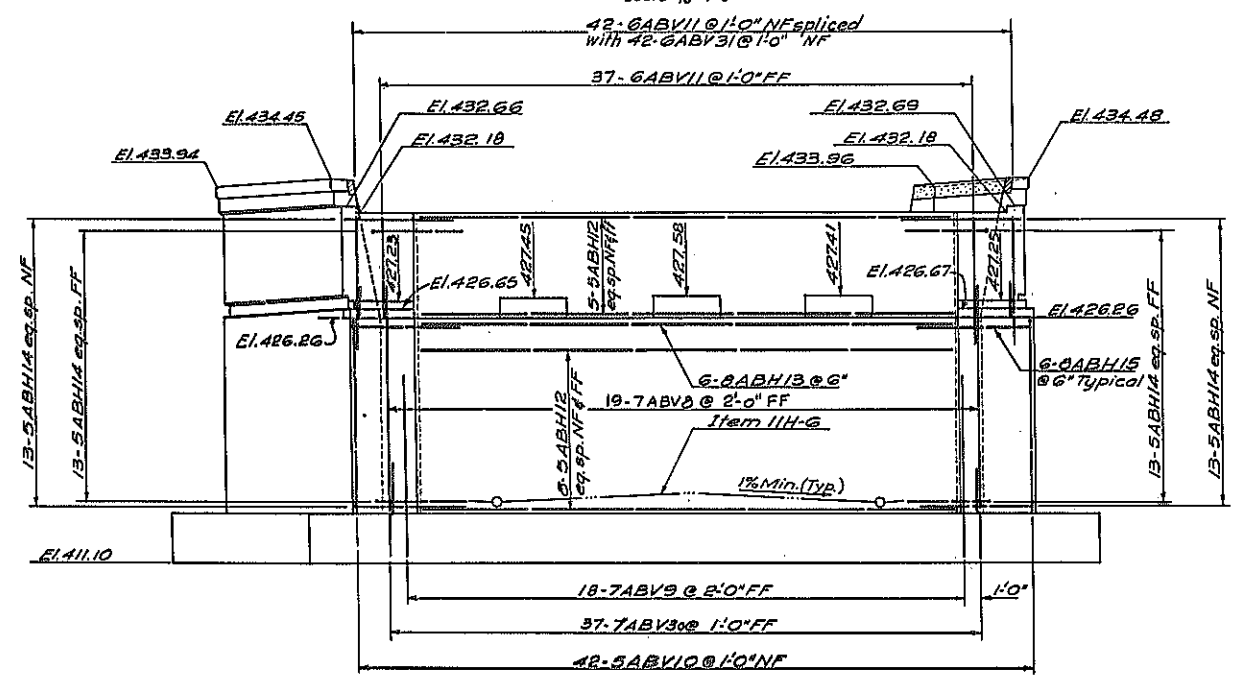 42-6ABV11 @ 1'-0" NF spliced
with 42-6ABV31 @ 1'-0" NF
37-6ABV11 @ 1'-0" FF
El. 432.66
El. 432.69
El. 434.45
El. 434.48
El. 432.18
El. 432.18
El. 433.94
El. 433.96
13-5ABH14 eq. sp. NF
13-5ABH14 eq. sp. FF
427.23
427.45
5-5ABH12
eq. sp. NF & FF
427.58
427.41
427.25
El. 426.65
El. 426.67
El. 426.26
El. 426.26
6-8ABH13 @ 6"
6-8ABH15
@ 6" Typical
19-7ABV8 @ 2'-0" FF
8-5ABH12
eq. sp. NF & FF
Item 11H-G
1% Min. (Typ.)
13-5ABH14 eq. sp. FF
13-5ABH14 eq. sp. NF
El. 411.10
18-7ABV9 @ 2'-0" FF
1'-0"
37-7ABV30 @ 1'-0" FF
42-5ABV10 @ 1'-0" NF